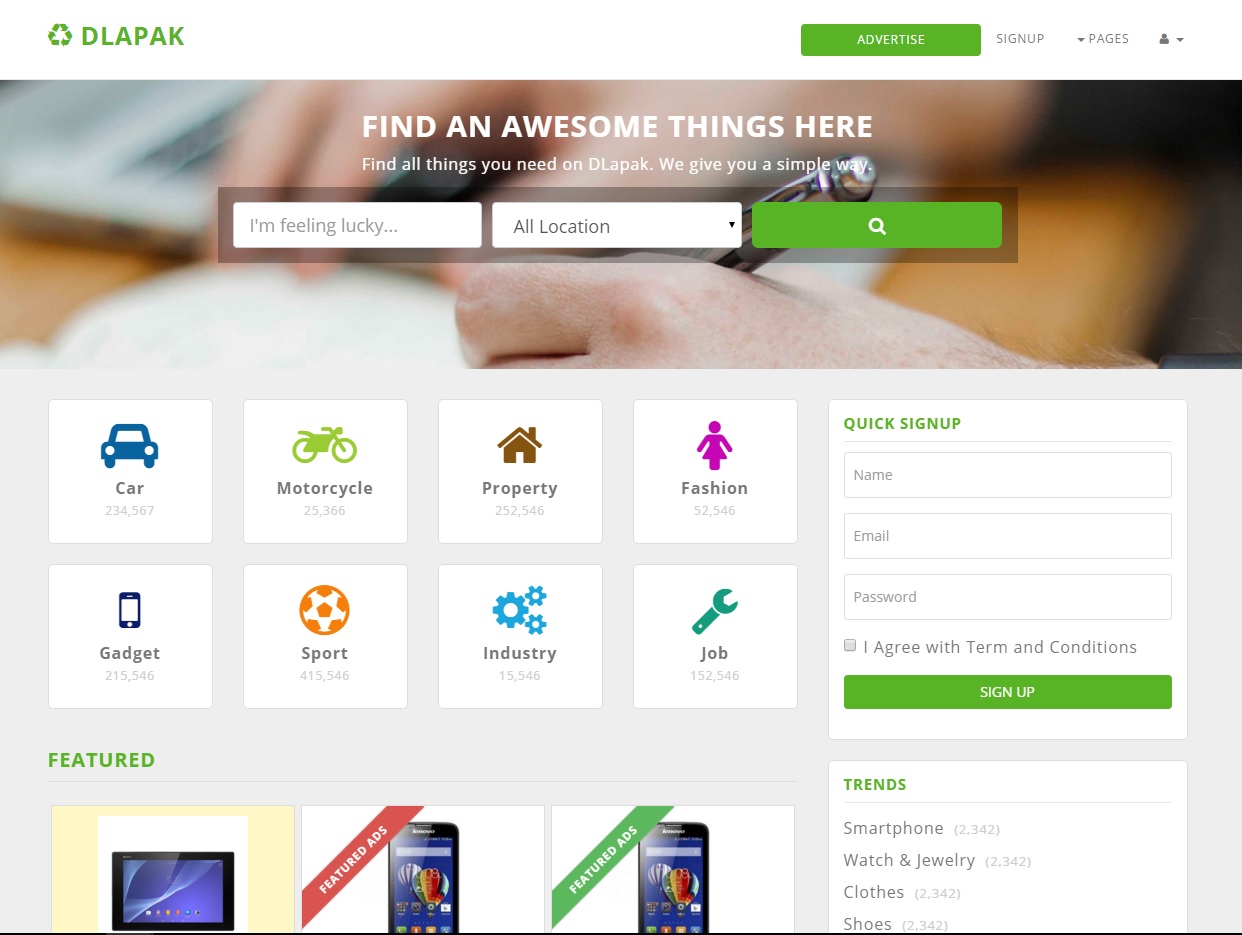 DLAPAK
ADVERTISE
SIGNUP
PAGES
FIND AN AWESOME THINGS HERE
Find all things you need on DLapak. We give you a simple way.
I'm feeling lucky...
All Location
Car
234,567
Motorcycle
25,366
Property
252,546
Fashion
52,546
Gadget
215,546
Sport
415,546
Industry
15,546
Job
152,546
QUICK SIGNUP
Name
Email
Password
I Agree with Term and Conditions
SIGN UP
FEATURED
FEATURED ADS
lenovo
FEATURED ADS
lenovo
TRENDS
Smartphone (2,342)
Watch & Jewelry (2,342)
Clothes (2,342)
Shoes (2,342)